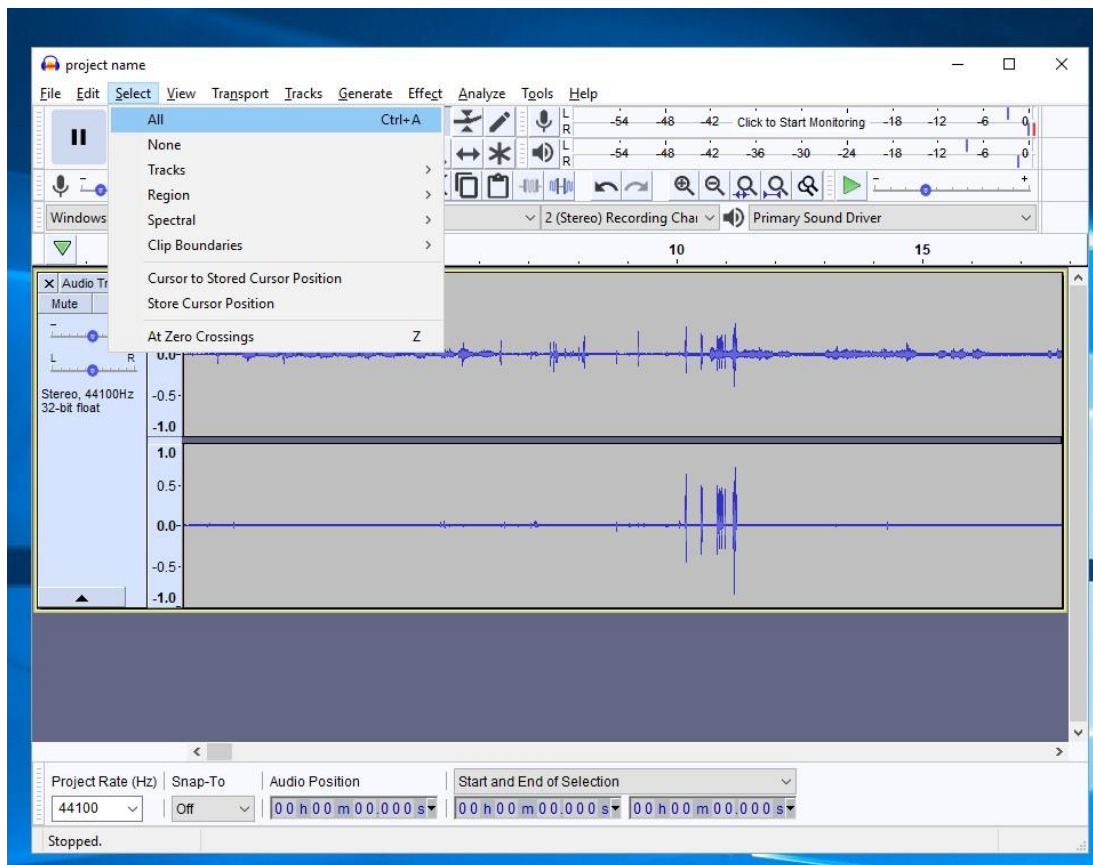 project name
File Edit Select View Transport Tracks Generate Effect Analyze Tools Help
All Ctrl+A
None
Tracks
Region
Spectral
Clip Boundaries
Cursor to Stored Cursor Position
Store Cursor Position
At Zero Crossings Z
L R -54 -48 -42 Click to Start Monitoring -18 -12 -6 0
L R -54 -48 -42 -36 -30 -24 -18 -12 -6 0
- +
Windows 2 (Stereo) Recording Chai Primary Sound Driver
10 15
X Audio Tr
Mute
-
L R
Stereo, 44100Hz
32-bit float
0.0
-0.5
-1.0
1.0
0.5
0.0
-0.5
-1.0
Project Rate (Hz) Snap-To Audio Position Start and End of Selection
44100 Off 00 h 00 m 00.000 s 00 h 00 m 00.000 s 00 h 00 m 00.000 s
Stopped.